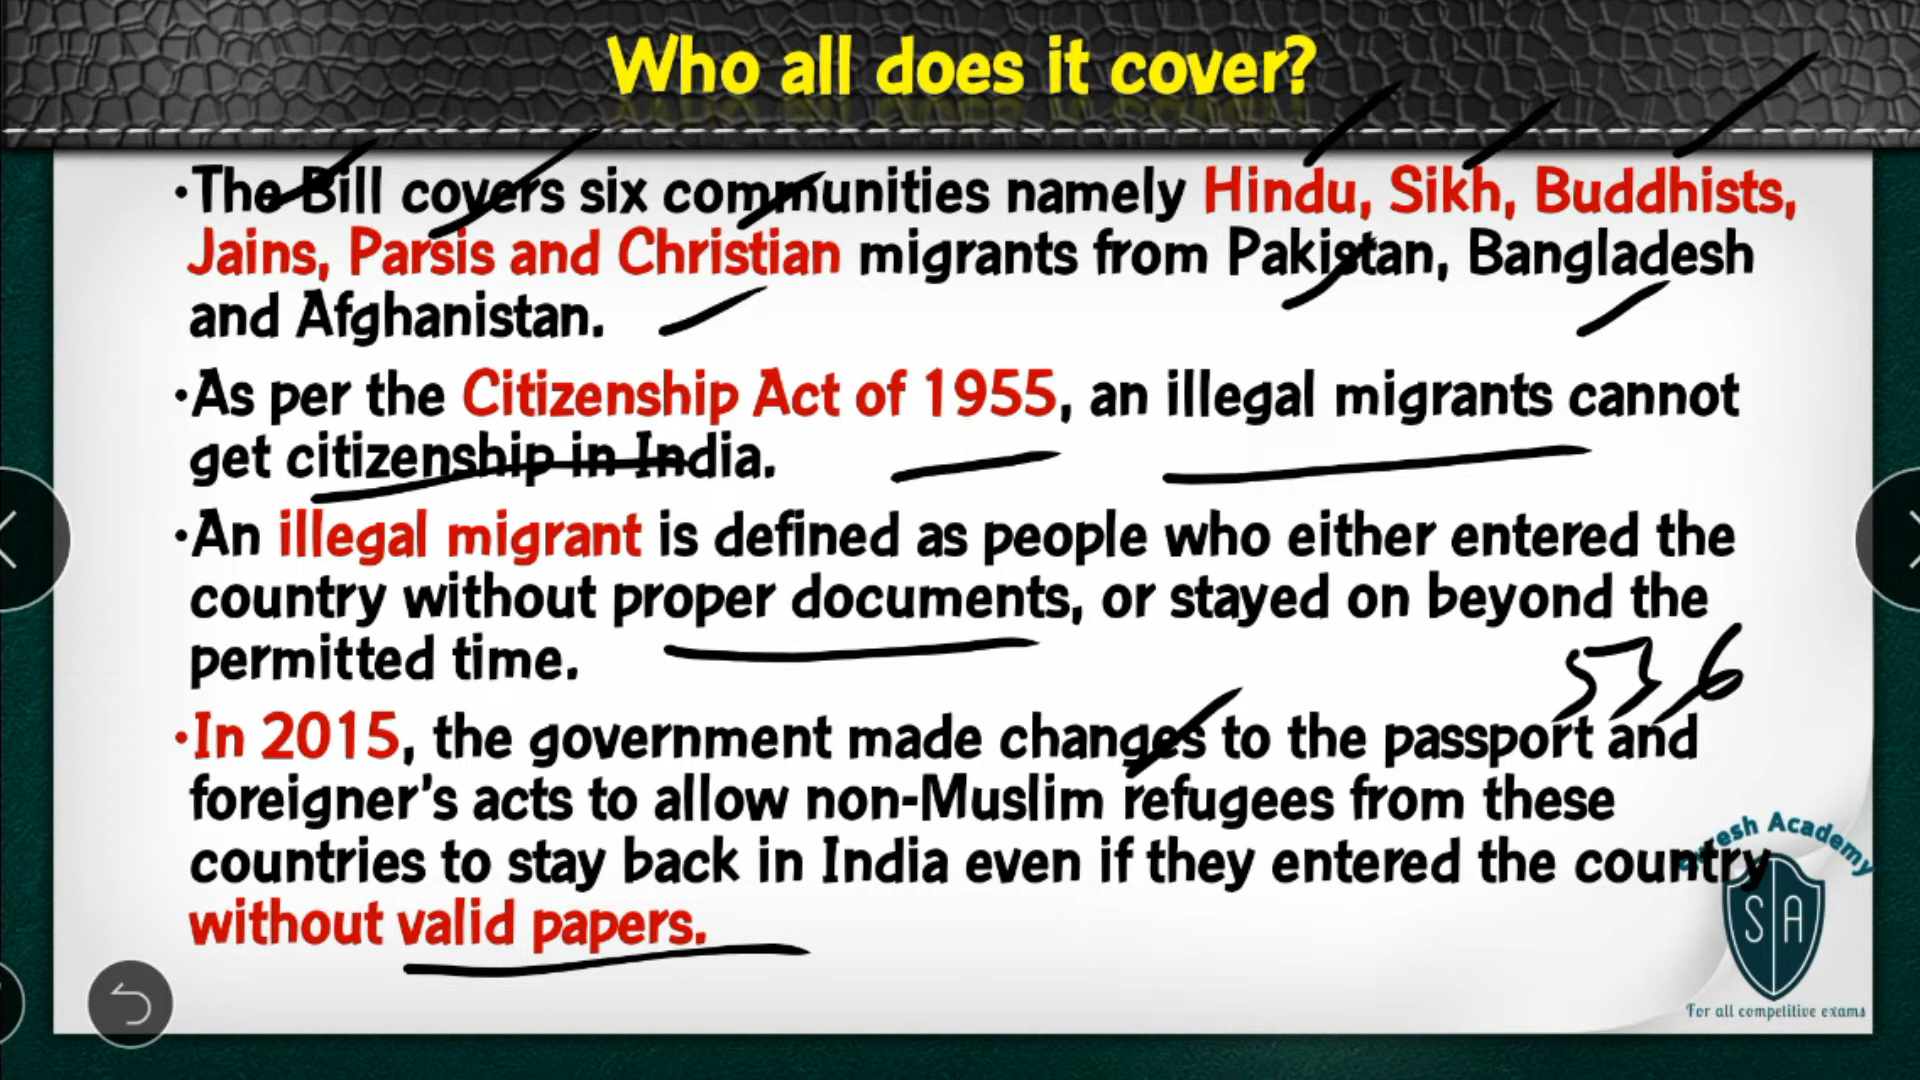 Who all does it cover?
•The Bill covers six communities namely Hindu, Sikh, Buddhists,
Jains, Parsis and Christian migrants from Pakistan, Bangladesh
and Afghanistan.
•As per the Citizenship Act of 1955, an illegal migrants cannot
get citizenship in India.
•An illegal migrant is defined as people who either entered the
country without proper documents, or stayed on beyond the
permitted time.
•In 2015, the government made changes to the passport and
foreigner's acts to allow non-Muslim refugees from these
countries to stay back in India even if they entered the country
without valid papers.
Academy
SA
For all competitive exams